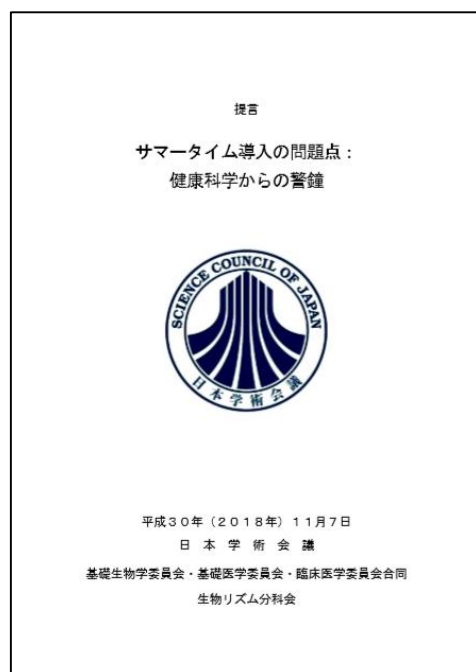 提言
サマータイム導入の問題点：
健康科学からの警鐘
SCIENCE COUNCIL OF JAPAN
日本学術会議
平成３０年（２０１８年）１１月７日
日 本 学 術 会 議
基礎生物学委員会・基礎医学委員会・臨床医学委員会合同
生物リズム分科会